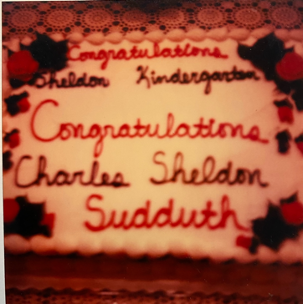 Congratulations
Sheldon Kindergarten
Congratulations
Charles Sheldon
Sudduth